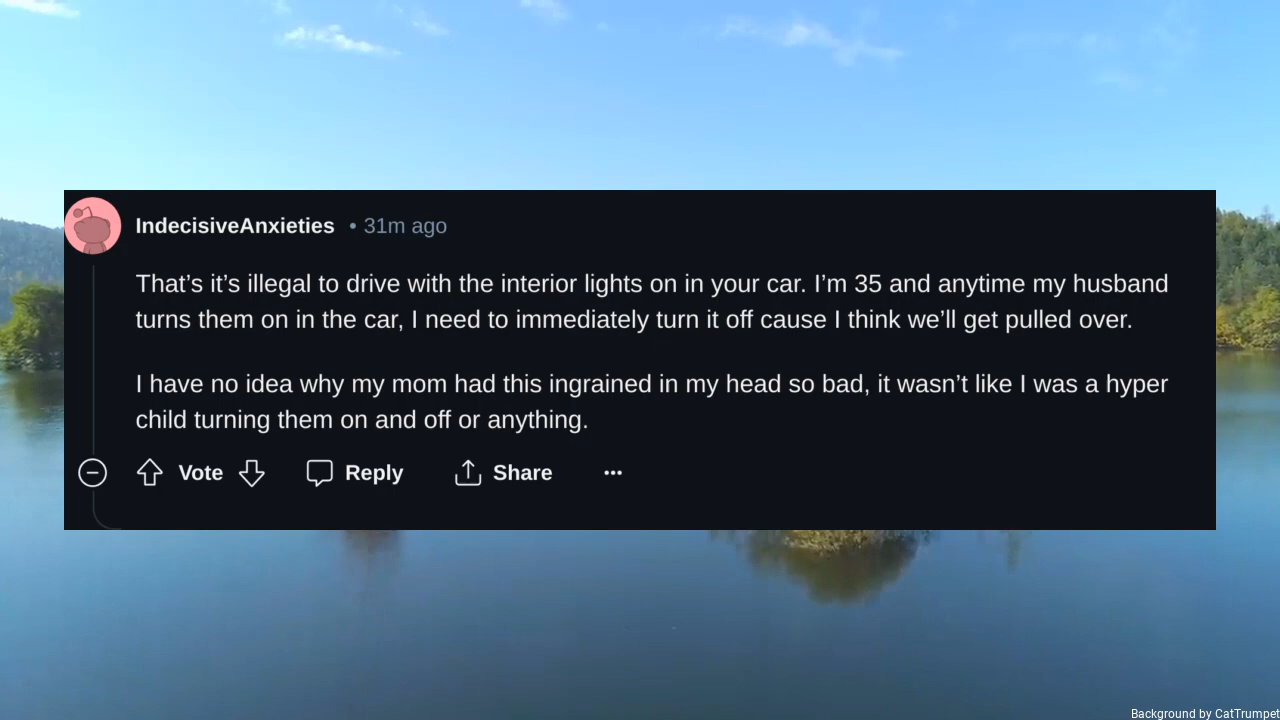 IndecisiveAnxieties • 31m ago
That’s it’s illegal to drive with the interior lights on in your car. I’m 35 and anytime my husband
turns them on in the car, I need to immediately turn it off cause I think we’ll get pulled over.
I have no idea why my mom had this ingrained in my head so bad, it wasn’t like I was a hyper
child turning them on and off or anything.
Vote Reply Share
Background by CatTrumpet